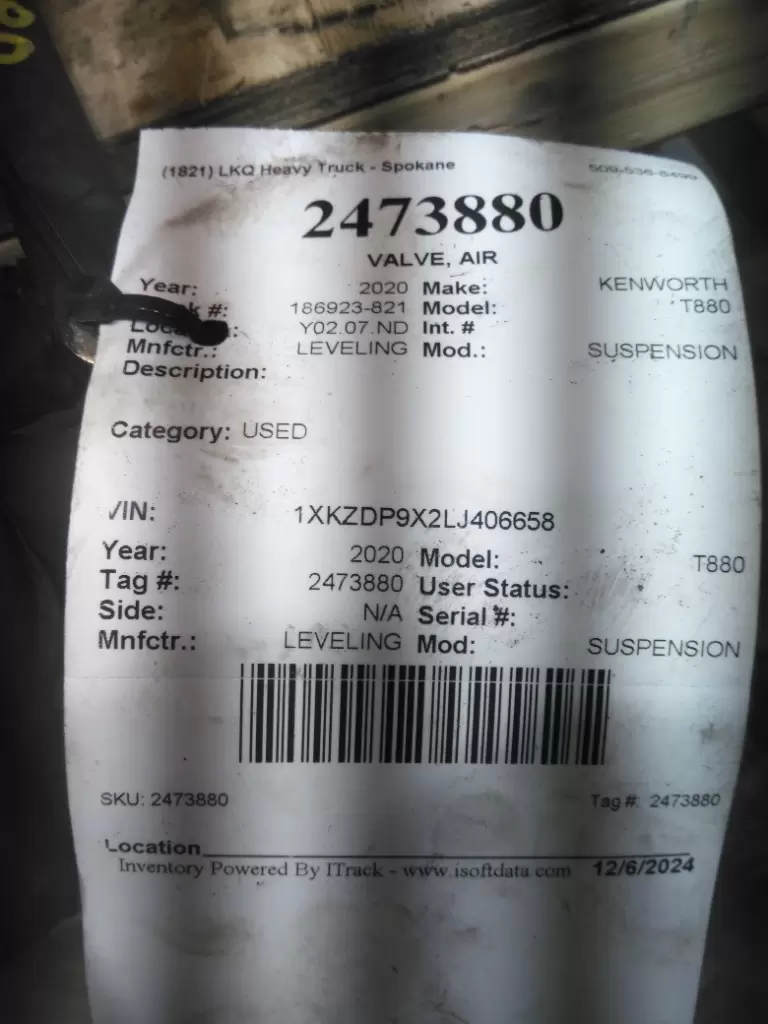 (1821) LKQ Heavy Truck - Spokane
2473880
VALVE, AIR
Year: 2020 Make: KENWORTH
#: 186923-821 Model: T880
Y02.07.ND Int. #
Mnfctr.: LEVELING Mod.: SUSPENSION
Description:
Category: USED
VIN: 1XKZDP9X2LJ406658
Year: 2020 Model: T880
Tag #: 2473880 User Status:
Side: N/A Serial #:
Mnfctr.: LEVELING Mod: SUSPENSION
SKU: 2473880 Tag #: 2473880
Location
Inventory Powered By ITrack - www.isoftdata.com 12/6/2024